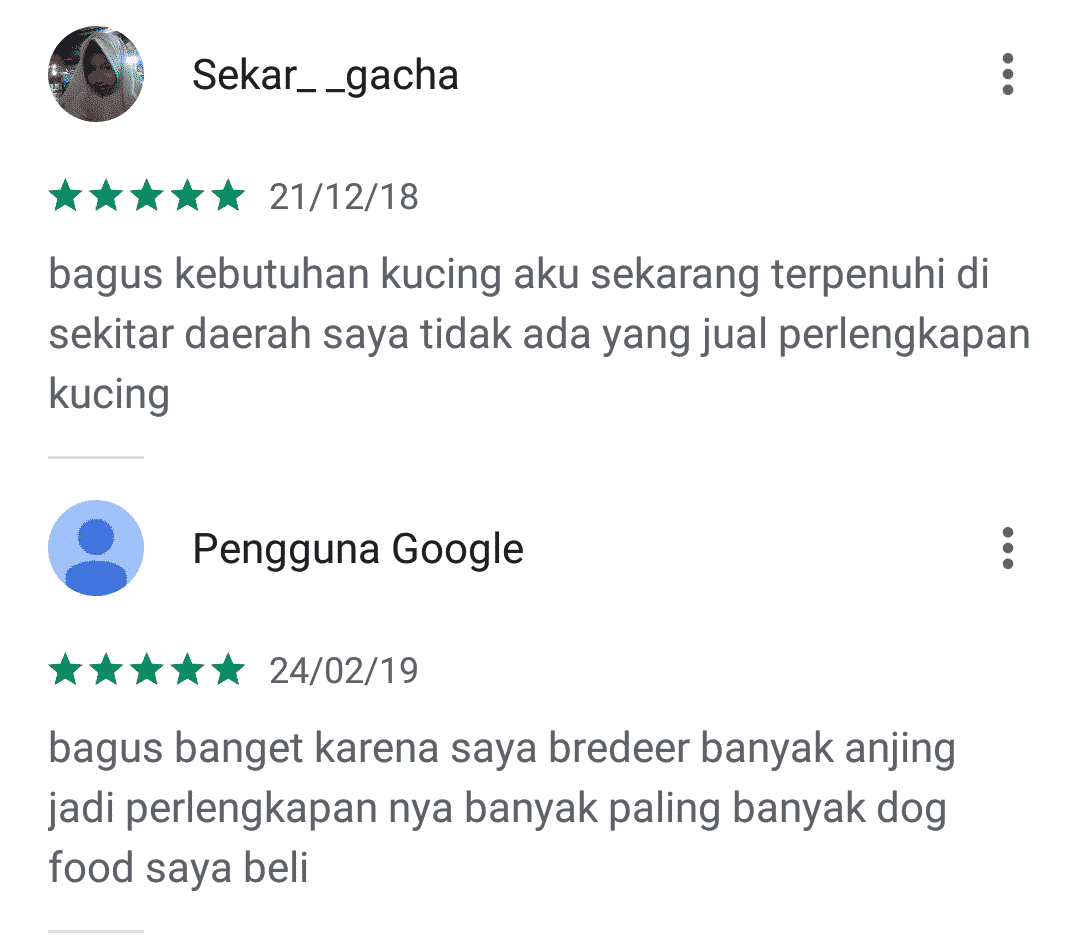 Sekar_ _gacha
21/12/18
bagus kebutuhan kucing aku sekarang terpenuhi di
sekitar daerah saya tidak ada yang jual perlengkapan
kucing
Pengguna Google
24/02/19
bagus banget karena saya bredeer banyak anjing
jadi perlengkapan nya banyak paling banyak dog
food saya beli